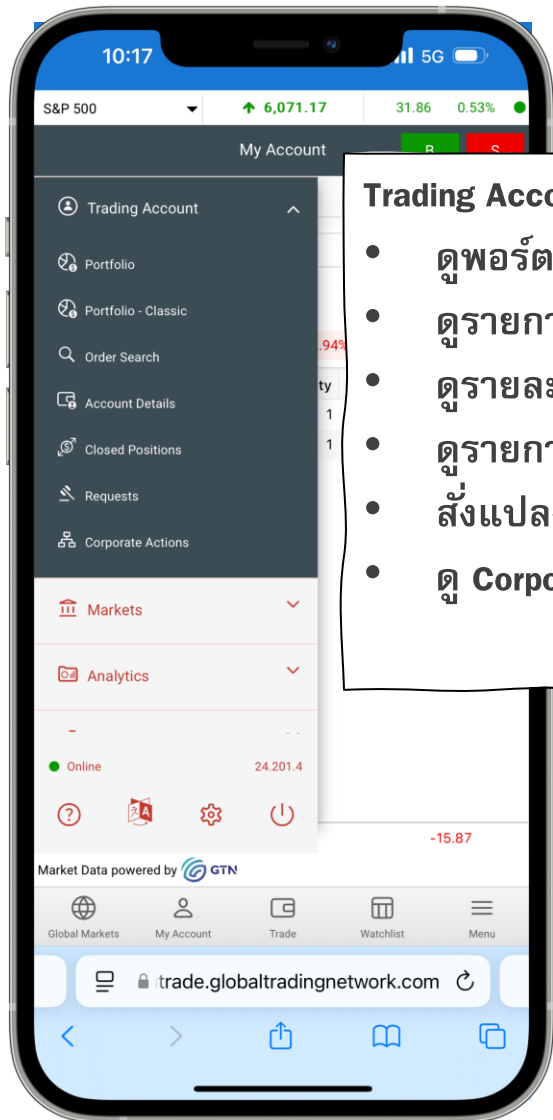 10:17
5G
S&P 500
6,071.17
31.86
0.53%
My Account
B
S
Trading Account
Portfolio
Portfolio - Classic
Order Search
Account Details
Closed Positions
Requests
Corporate Actions
Markets
Analytics
Online
24.201.4
.94%
ty
1
1
Trading Acco
• ดูพอร์ต
• ดูรายกา
• ดูรายละ
• ดูรายกา
• สั่งแปล
• ดู Corpo
-15.87
Market Data powered by GTN
Global Markets
My Account
Trade
Watchlist
Menu
trade.globaltradingnetwork.com